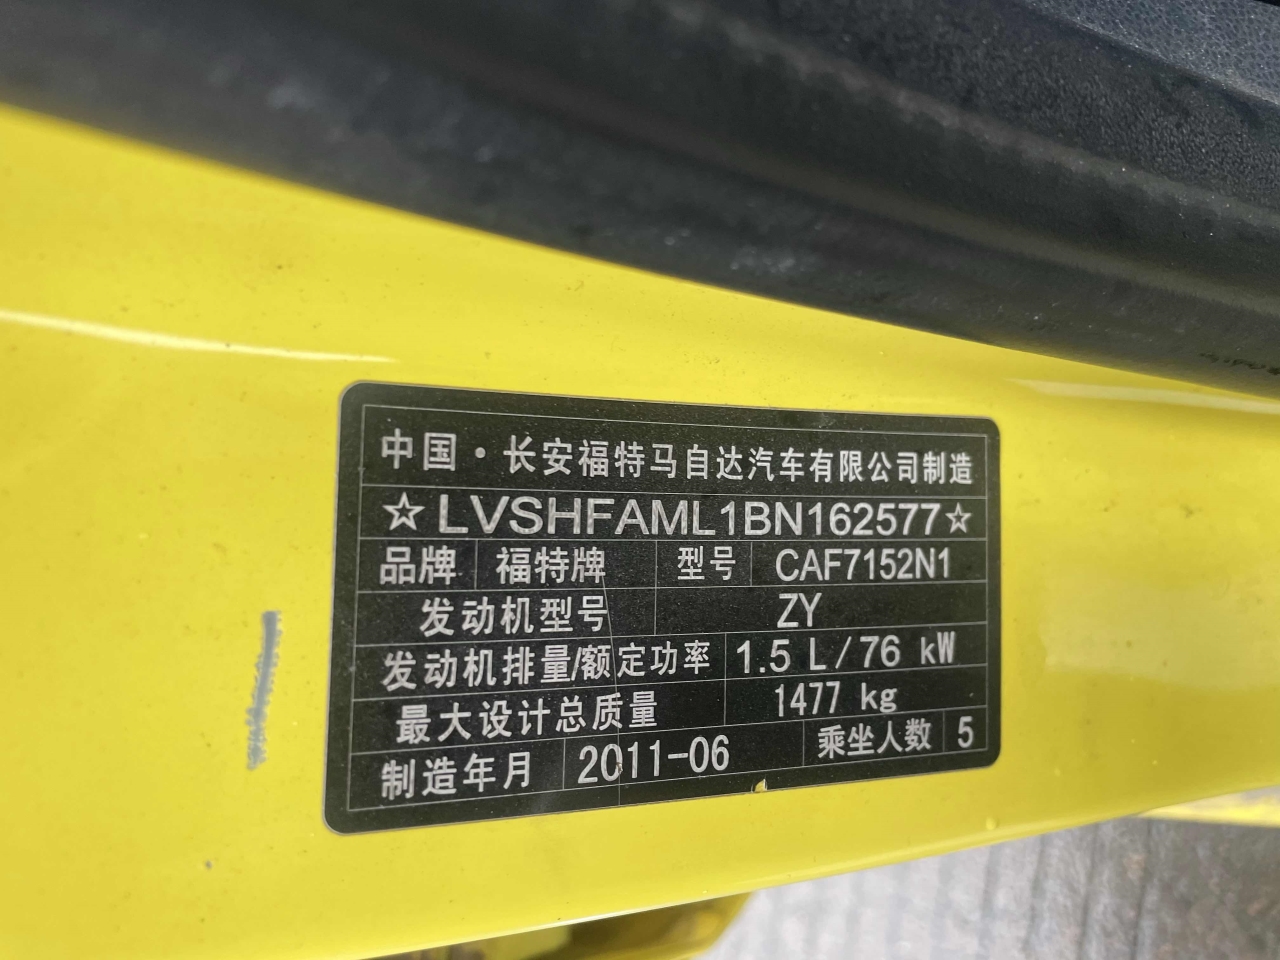 中国·长安福特马自达汽车有限公司制造
☆LVSHFAML1BN162577☆
品牌 福特牌 型号 CAF7152N1
发动机型号 ZY
发动机排量/额定功率 1.5 L/76 kW
最大设计总质量 1477 kg
制造年月 2011-06 乘坐人数 5